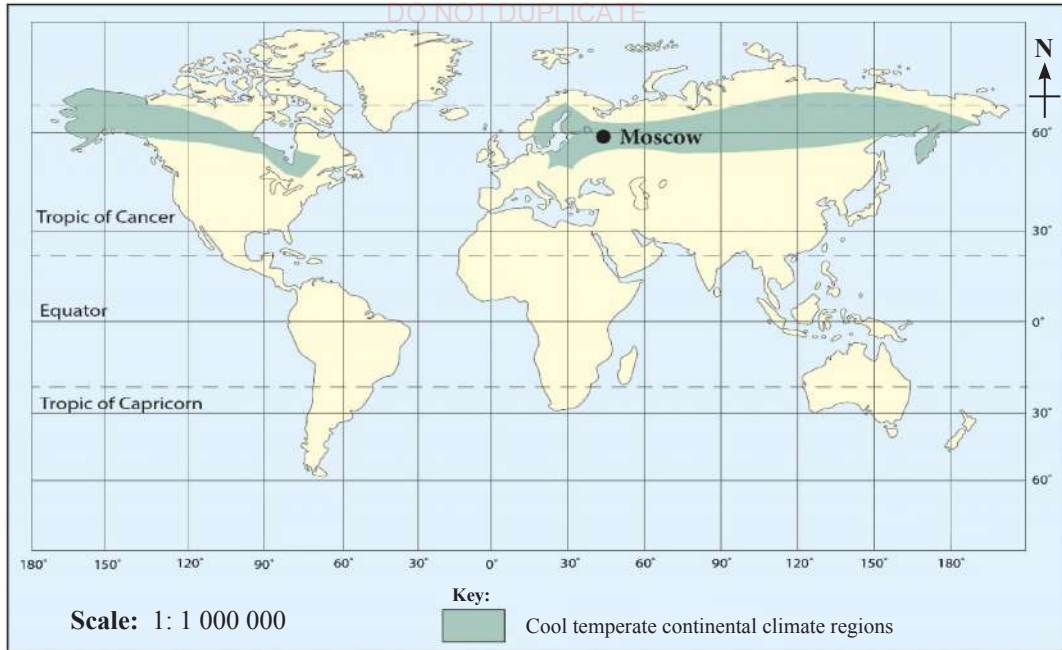 DO NOT DUPLICATE
N
60°
Moscow
Tropic of Cancer
30°
Equator
0°
Tropic of Capricorn
30°
60°
180° 150° 120° 90° 60° 30° 0° 30° 60° 90° 120° 150° 180°
Key:
Scale: 1: 1 000 000
Cool temperate continental climate regions